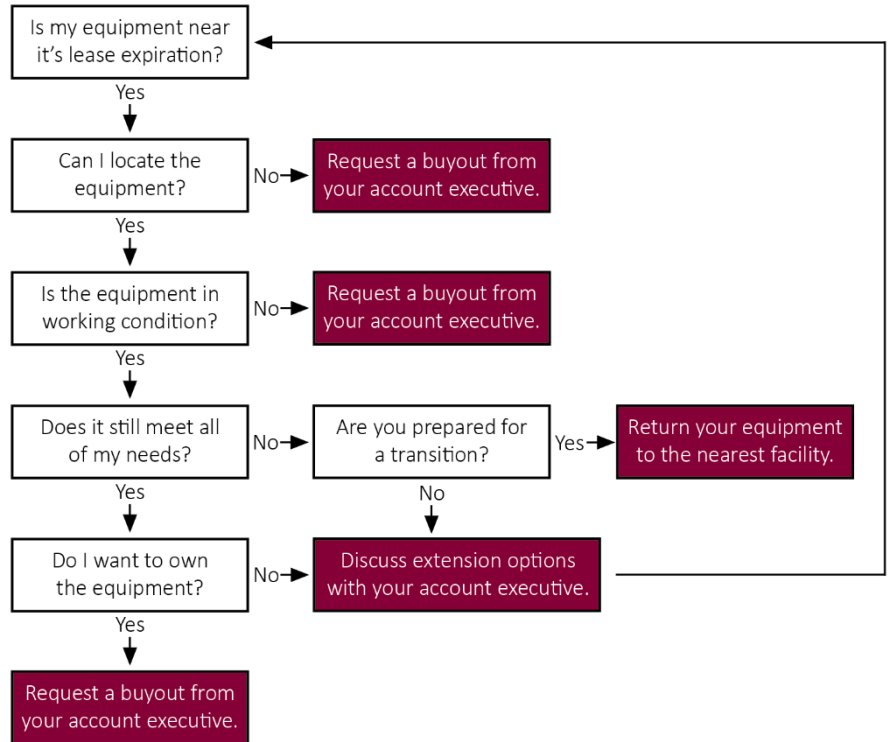 Is my equipment near
it's lease expiration?
Yes
Can I locate the
equipment?
No
Request a buyout from
your account executive.
Yes
Is the equipment in
working condition?
No
Request a buyout from
your account executive.
Yes
Does it still meet all
of my needs?
No
Are you prepared for
a transition?
Yes
Return your equipment
to the nearest facility.
Yes
No
Do I want to own
the equipment?
No
Discuss extension options
with your account executive.
Yes
Request a buyout from
your account executive.